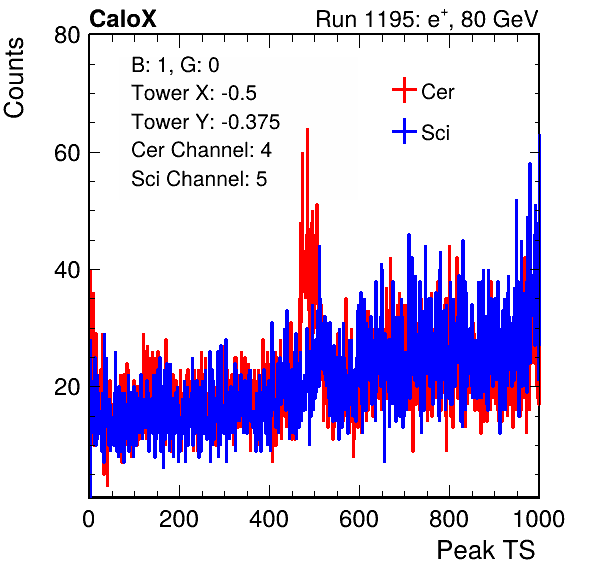 CaloX Run 1195: e⁺, 80 GeV
Counts
80
60
40
20
B: 1, G: 0
Tower X: -0.5
Tower Y: -0.375
Cer Channel: 4
Sci Channel: 5
Cer
Sci
0 200 400 600 800 1000
Peak TS